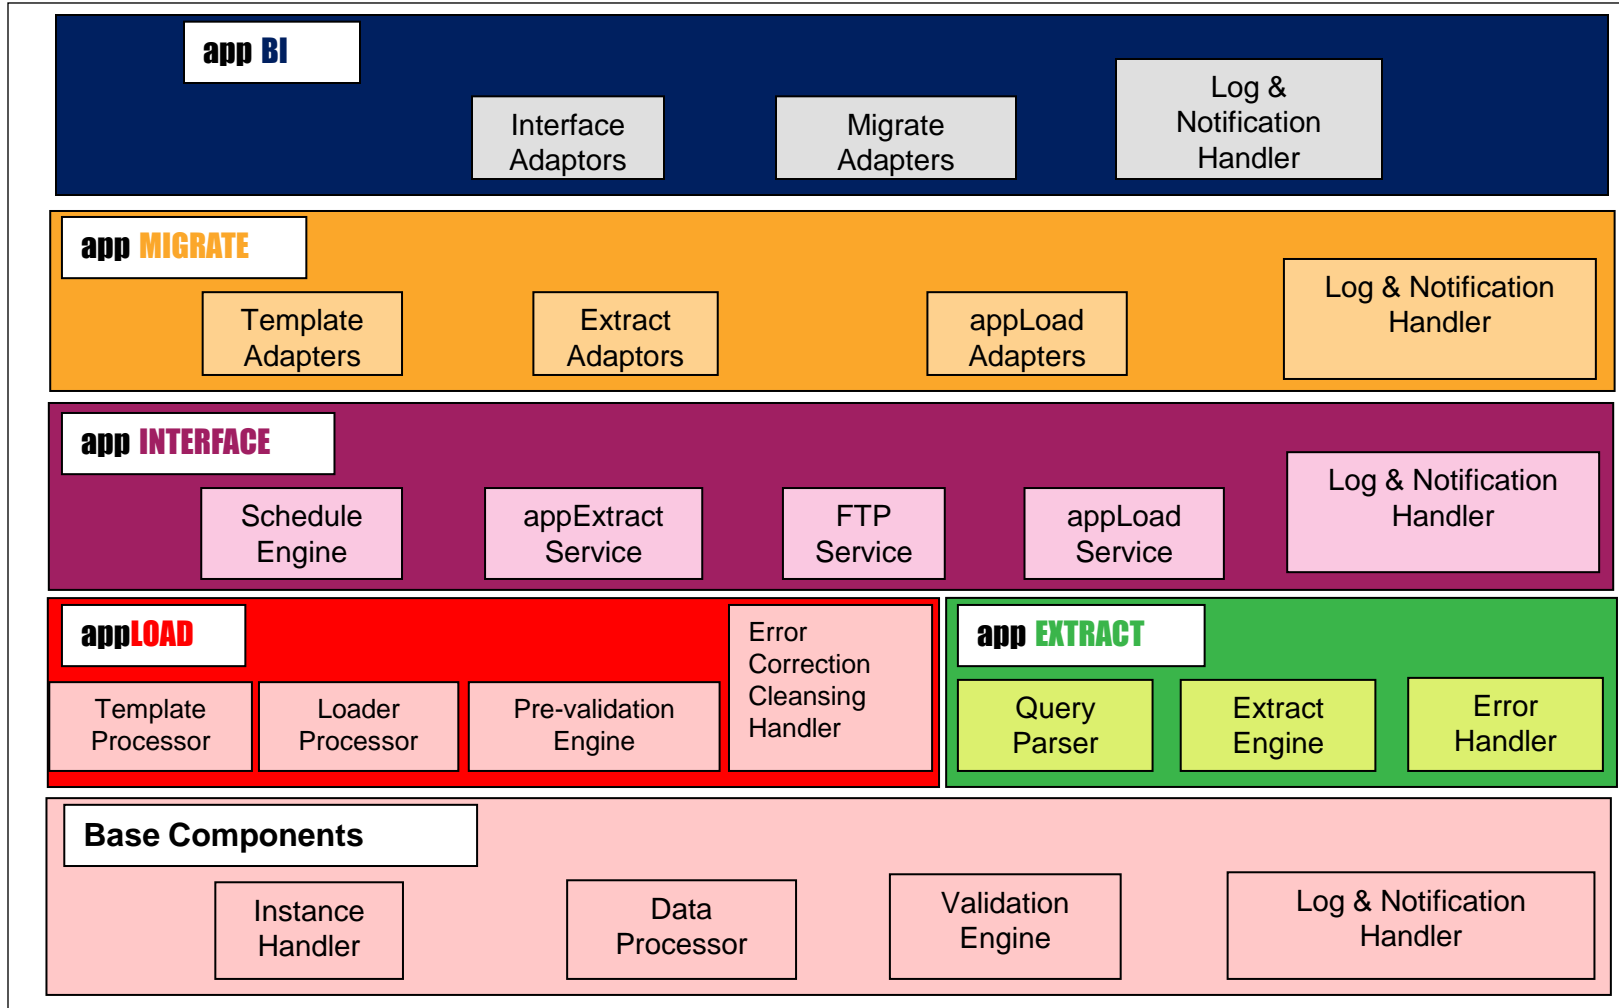 app BI
Interface
Adaptors
Migrate
Adapters
Log &
Notification
Handler
app MIGRATE
Template
Adapters
Extract
Adaptors
appLoad
Adapters
Log & Notification
Handler
app INTERFACE
Schedule
Engine
appExtract
Service
FTP
Service
appLoad
Service
Log & Notification
Handler
appLOAD
Template
Processor
Loader
Processor
Pre-validation
Engine
Error
Correction
Cleansing
Handler
app EXTRACT
Query
Parser
Extract
Engine
Error
Handler
Base Components
Instance
Handler
Data
Processor
Validation
Engine
Log & Notification
Handler